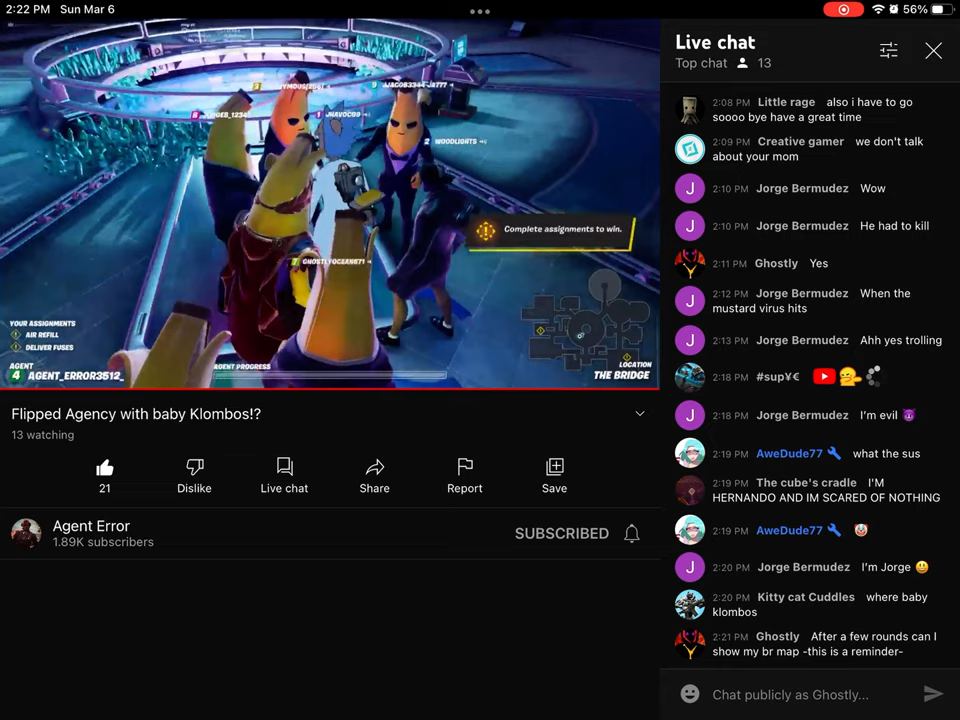 2:22 PM Sun Mar 6
56%
Live chat
Top chat 13
WOODLIGHTS
Complete assignments to win.
YOUR ASSIGNMENTS
AIR REFILL
DELIVER FUSES
AGENT
4 AGENT_ERROR3512_
AGENT PROGRESS
LOCATION
THE BRIDGE
Flipped Agency with baby Klombos!?
13 watching
21
Dislike
Live chat
Share
Report
Save
Agent Error
1.89K subscribers
SUBSCRIBED
2:08 PM Little rage also i have to go
soooo bye have a great time
2:09 PM Creative gamer we don't talk
about your mom
2:10 PM Jorge Bermudez Wow
2:10 PM Jorge Bermudez He had to kill
2:11 PM Ghostly Yes
2:12 PM Jorge Bermudez When the
mustard virus hits
2:13 PM Jorge Bermudez Ahh yes trolling
2:18 PM #sup¥€
2:18 PM Jorge Bermudez I'm evil 😈
2:19 PM AweDude77 what the sus
2:19 PM The cube's cradle I'M
HERNANDO AND IM SCARED OF NOTHING
2:19 PM AweDude77 🤡
2:20 PM Jorge Bermudez I'm Jorge 😃
2:20 PM Kitty cat Cuddles where baby
klombos
2:21 PM Ghostly After a few rounds can I
show my br map -this is a reminder-
Chat publicly as Ghostly...